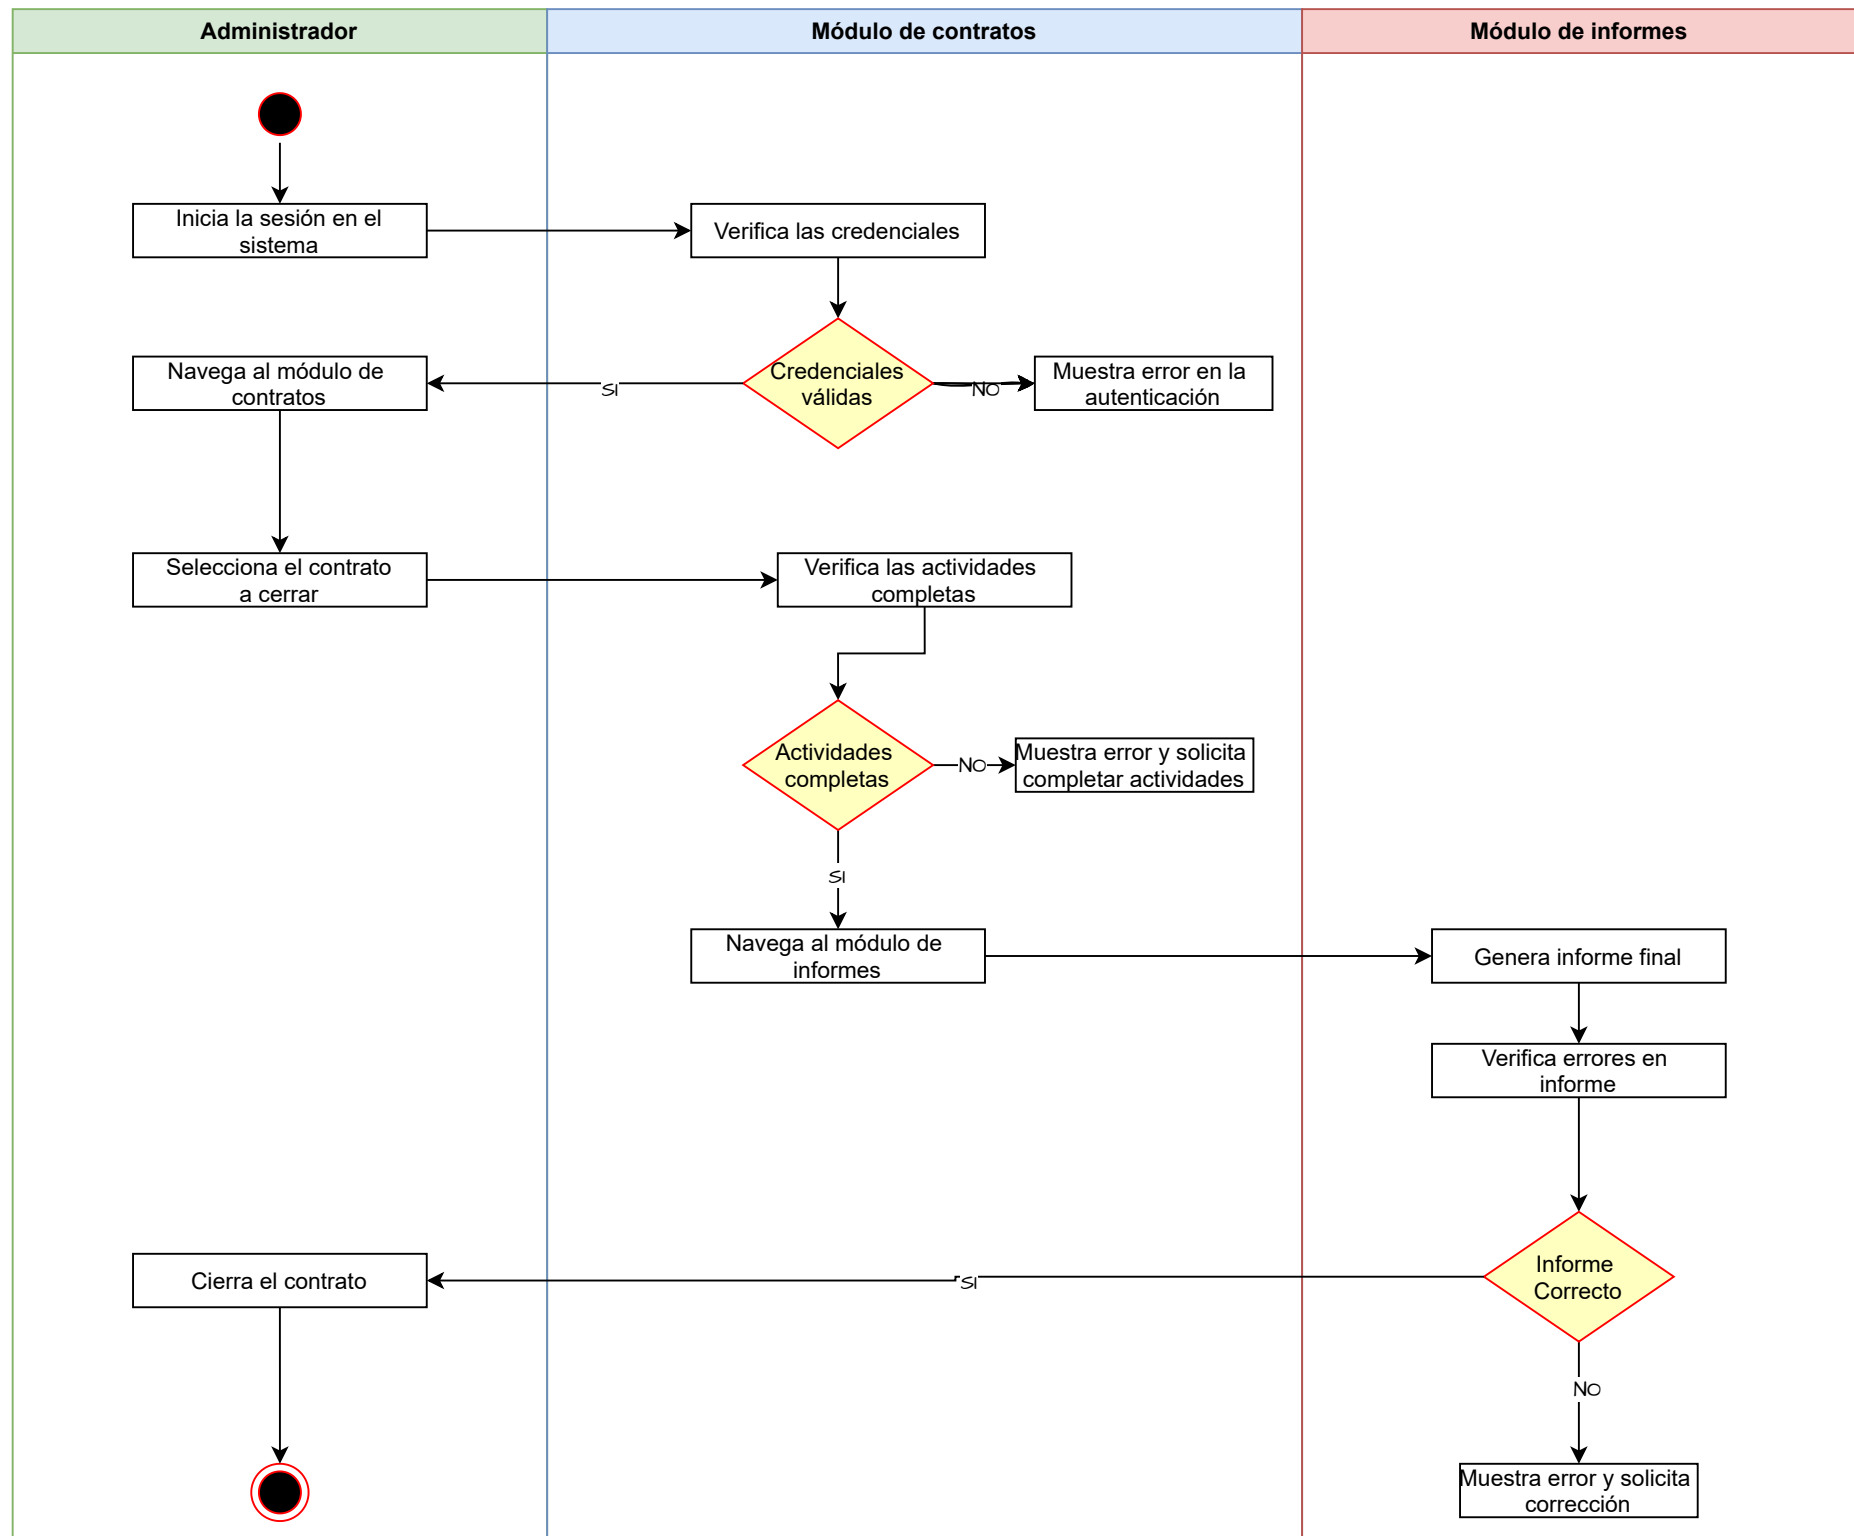 Administrador
Módulo de contratos
Módulo de informes
Inicia la sesión en el
sistema
Verifica las credenciales
Navega al módulo de
contratos
SI
Credenciales
válidas
NO
Muestra error en la
autenticación
Selecciona el contrato
a cerrar
Verifica las actividades
completas
Actividades
completas
NO
Muestra error y solicita
completar actividades
SI
Navega al módulo de
informes
Genera informe final
Verifica errores en
informe
Cierra el contrato
SI
Informe
Correcto
NO
Muestra error y solicita
corrección